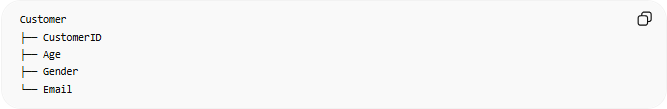 Customer
├── CustomerID
├── Age
├── Gender
└── Email